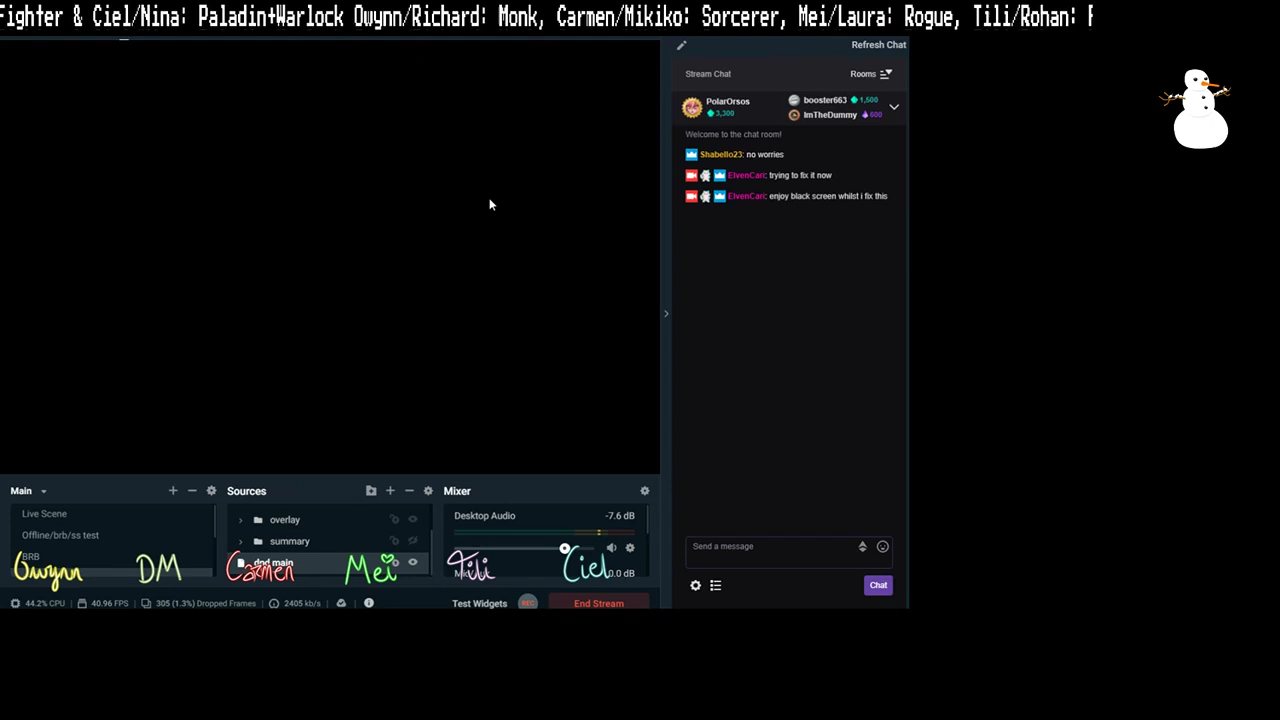 Fighter & Ciel/Nina: Paladin+Warlock Owynn/Richard: Monk, Carmen/Mikiko: Sorcerer, Mei/Laura: Rogue, Tili/Rohan:
Refresh Chat
Stream Chat
Rooms
PolarOrsos
3,300
booster663 1,500
ImTheDummy 600
Welcome to the chat room!
Shabello23: no worries
ElvenCari: trying to fix it now
ElvenCari: enjoy black screen whilst i fix this
Send a message
Chat
Main
Live Scene
Offline/brb/ss test
BRB
Sources
overlay
summary
dnd main
Mixer
Desktop Audio -7.6 dB
0.0 dB
Owynn DM Carmen Mei Tili Ciel
44.2% CPU 40.96 FPS 305 (1.3%) Dropped Frames 2405 kb/s
Test Widgets REC End Stream